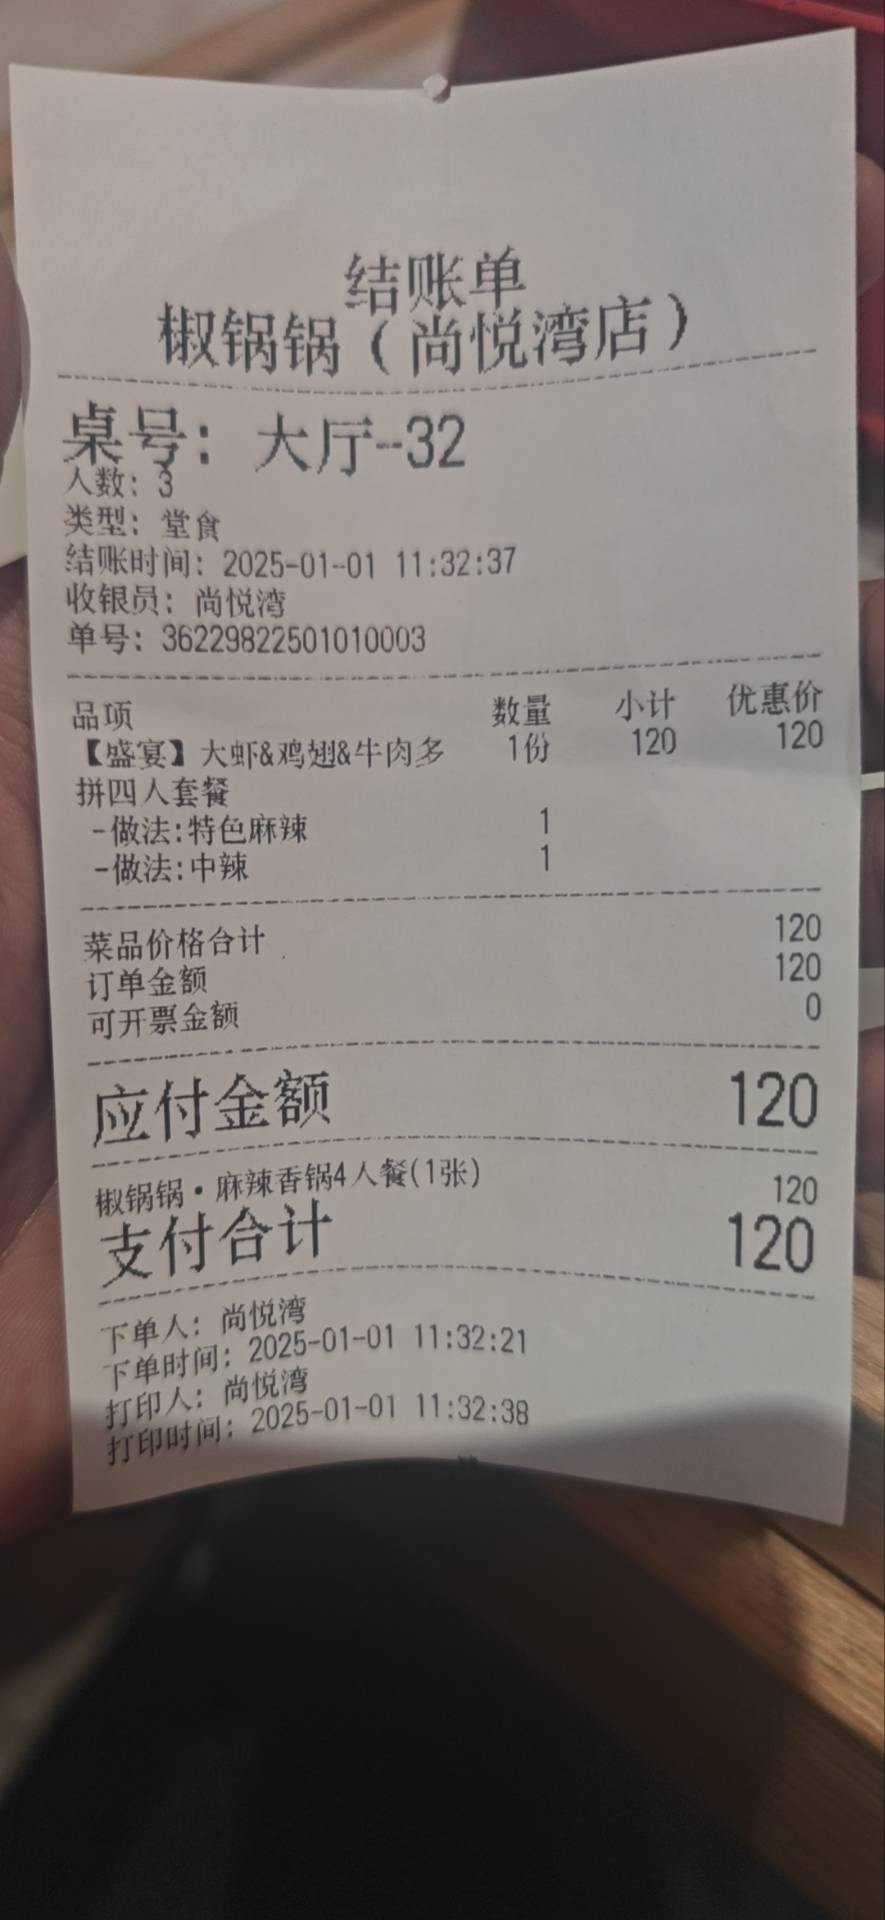 结账单
椒锅锅（尚悦湾店）
桌号：大厅-32
人数：3
类型：堂食
结账时间：2025-01-01 11:32:37
收银员：尚悦湾
单号：36229822501010003
品项 数量 小计 优惠价
【盛宴】大虾&鸡翅&牛肉多 1份 120 120
拼四人套餐
-做法:特色麻辣 1
-做法:中辣 1
菜品价格合计 120
订单金额 120
可开票金额 0
应付金额 120
椒锅锅·麻辣香锅4人餐(1张) 120
支付合计 120
下单人：尚悦湾
下单时间：2025-01-01 11:32:21
打印人：尚悦湾
打印时间：2025-01-01 11:32:38